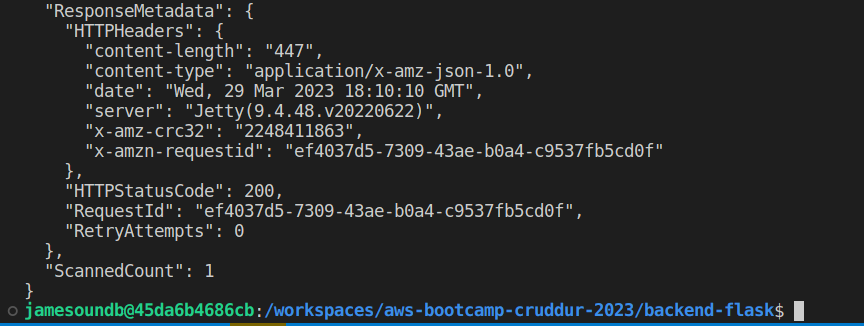 "ResponseMetadata": {
"HTTPHeaders": {
"content-length": "447",
"content-type": "application/x-amz-json-1.0",
"date": "Wed, 29 Mar 2023 18:10:10 GMT",
"server": "Jetty(9.4.48.v20220622)",
"x-amz-crc32": "2248411863",
"x-amzn-requestid": "ef4037d5-7309-43ae-b0a4-c9537fb5cd0f"
},
"HTTPStatusCode": 200,
"RequestId": "ef4037d5-7309-43ae-b0a4-c9537fb5cd0f",
"RetryAttempts": 0
},
"ScannedCount": 1
}
jamesoundb@45da6b4686cb:/workspaces/aws-bootcamp-cruddur-2023/backend-flask$